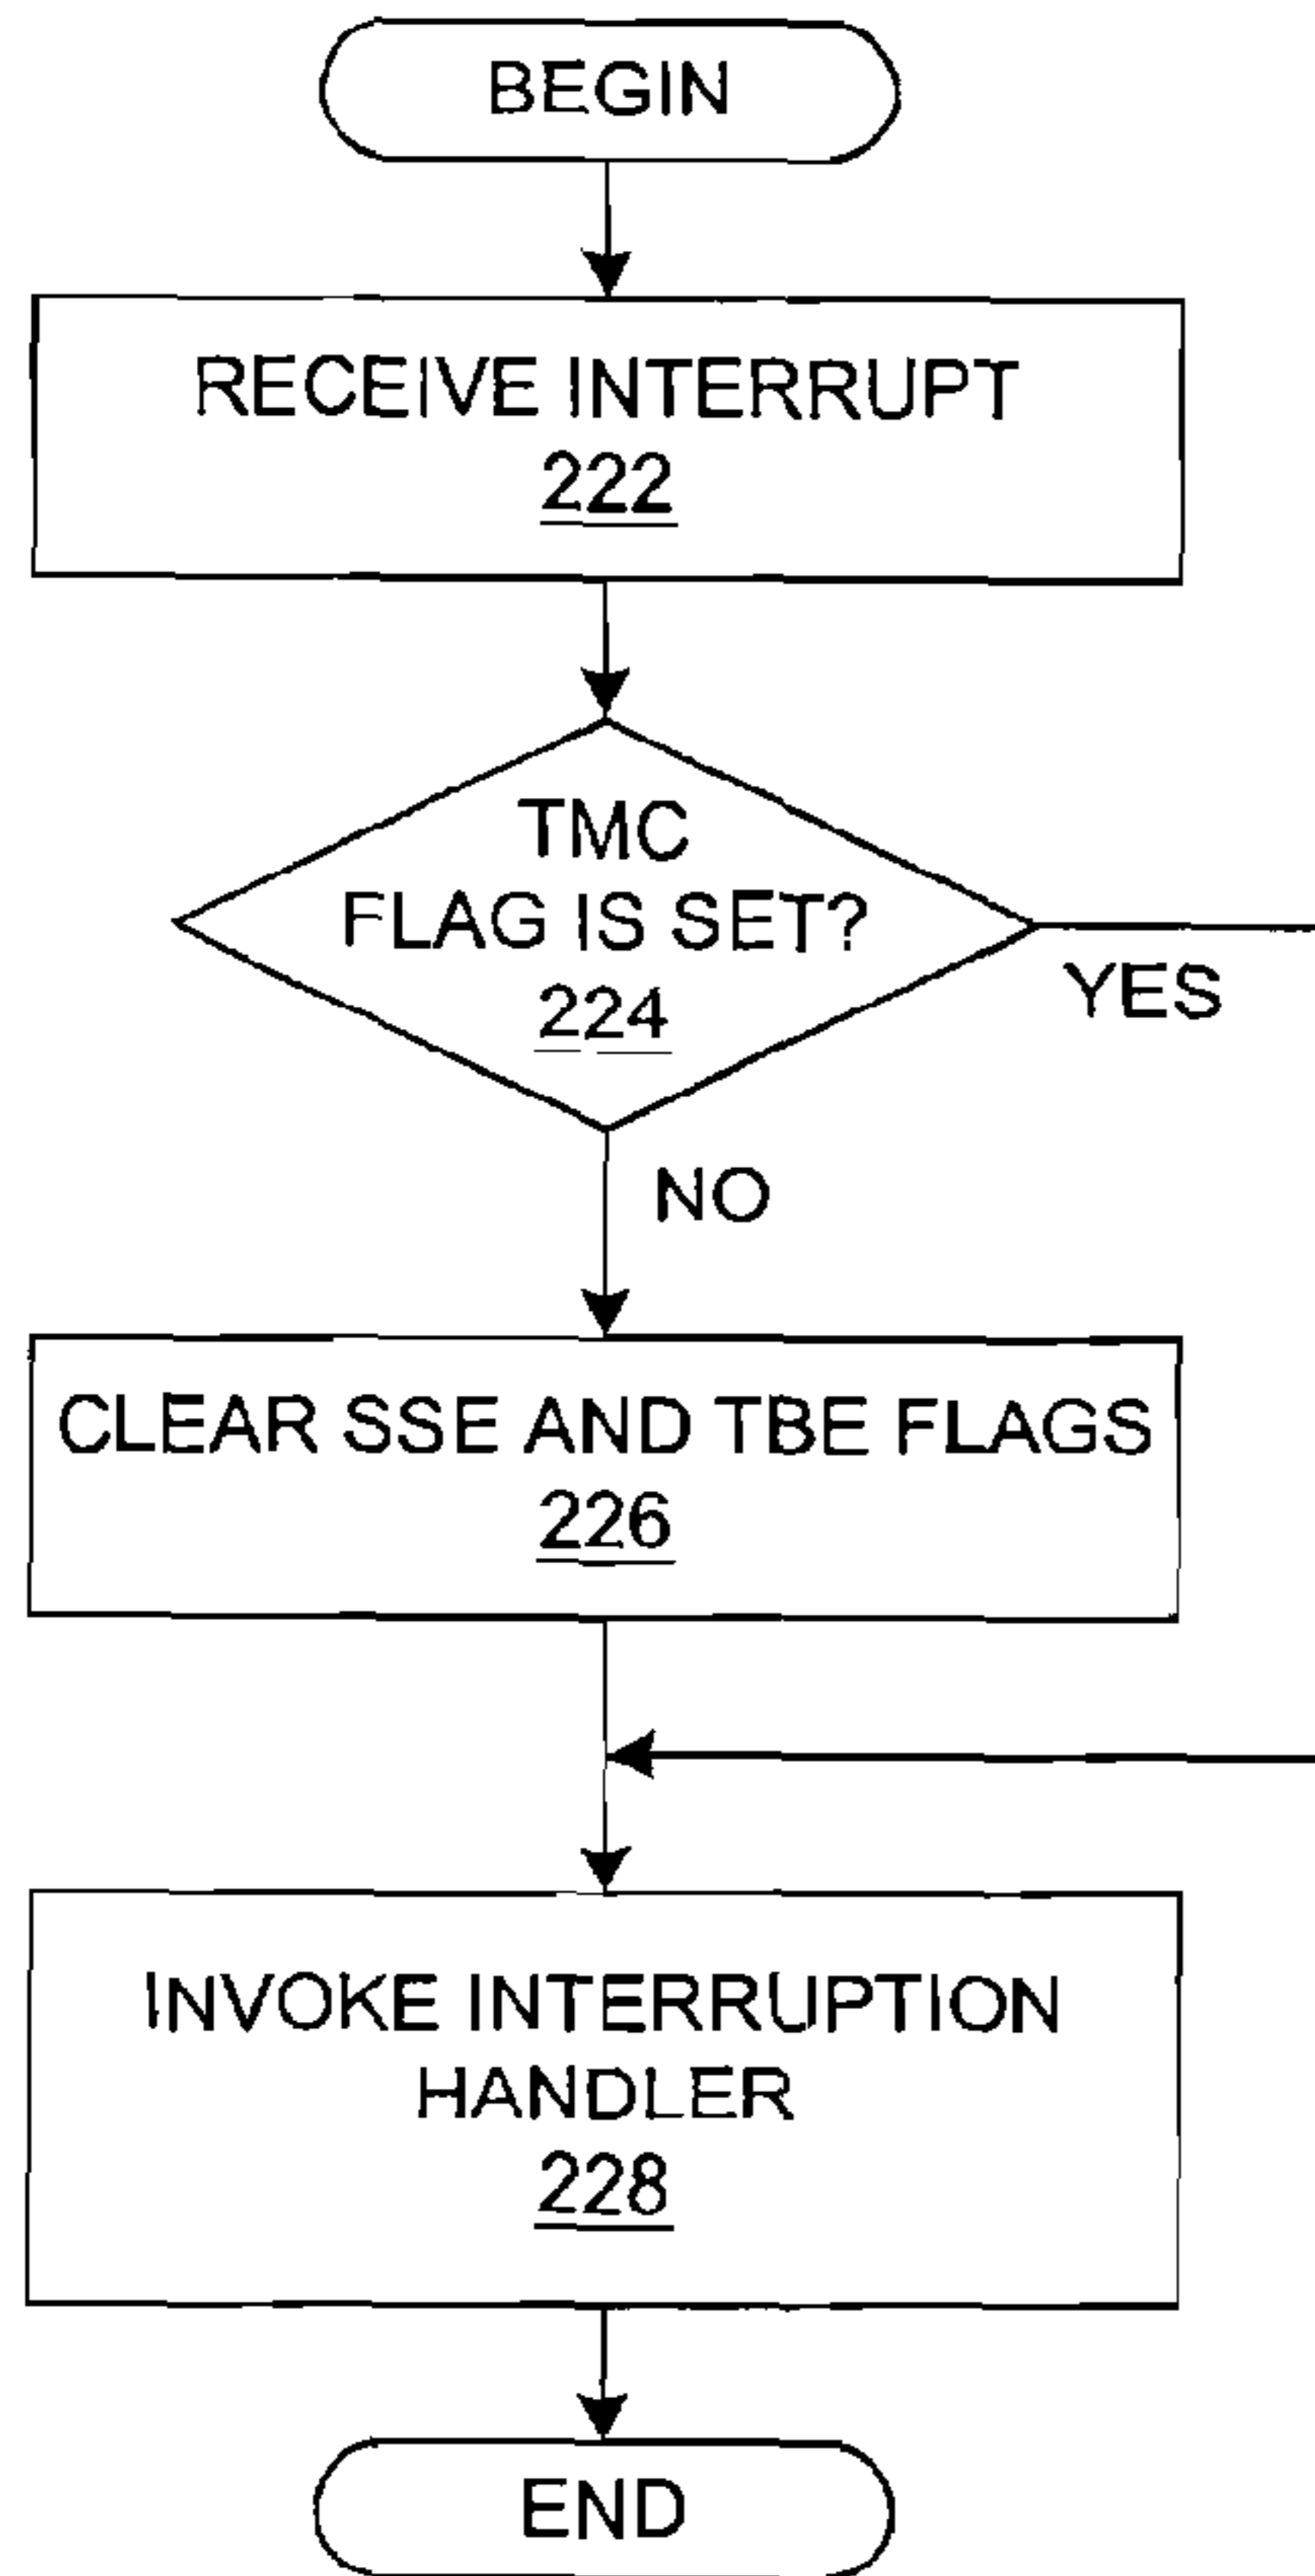 BEGIN
RECEIVE INTERRUPT
222
TMC
FLAG IS SET?
224
YES
NO
CLEAR SSE AND TBE FLAGS
226
INVOKE INTERRUPTION
HANDLER
228
END